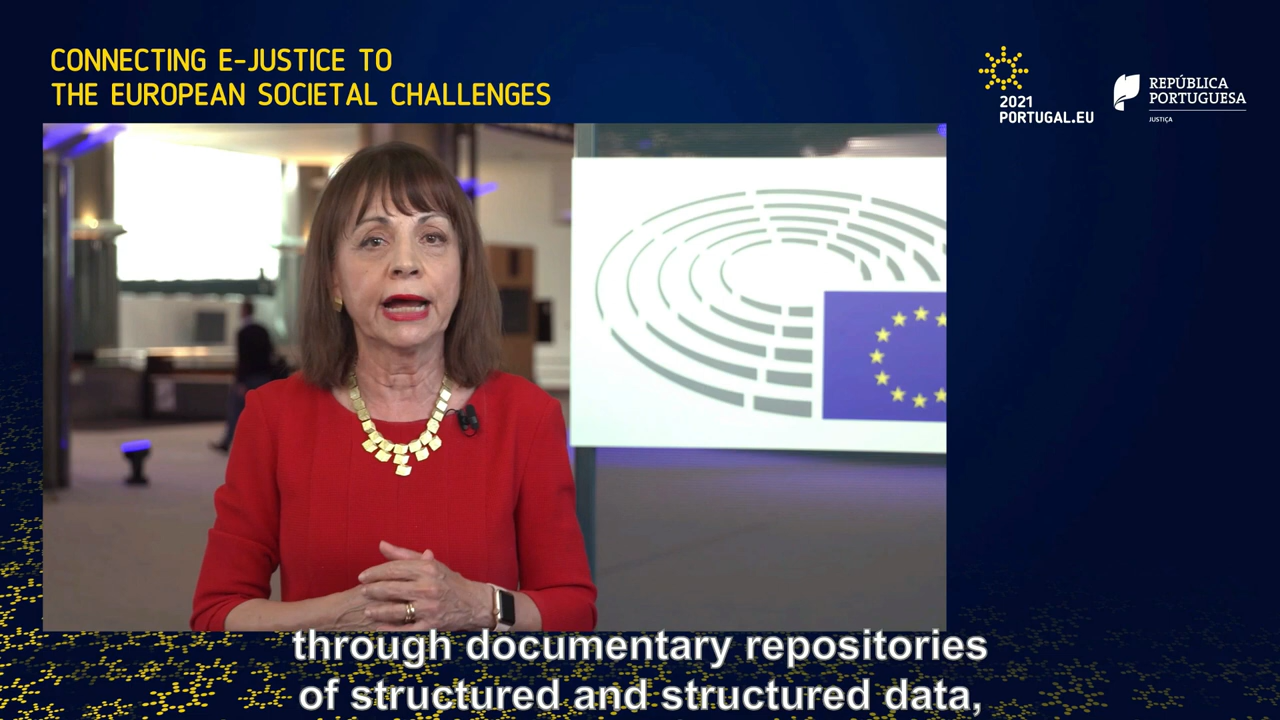 CONNECTING E-JUSTICE TO
THE EUROPEAN SOCIETAL CHALLENGES
2021
PORTUGAL.EU
REPÚBLICA
PORTUGUESA
JUSTIÇA
through documentary repositories
of structured and structured data,